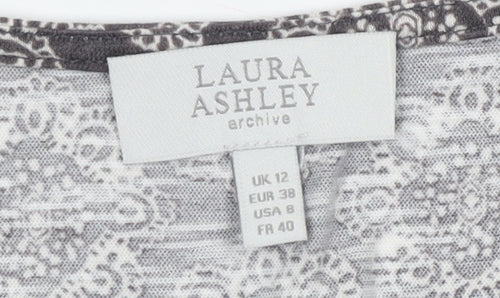 LAURA
ASHLEY
archive
UK 12
EUR 38
USA 8
FR 40